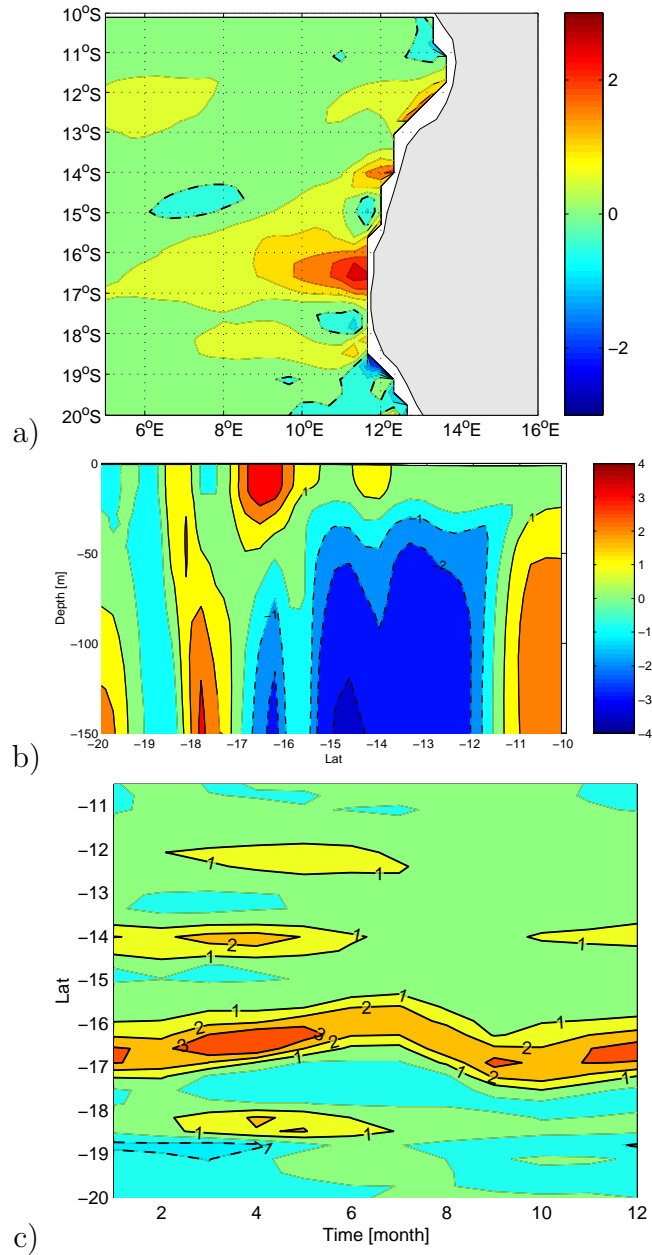 10°S
11°S
12°S
13°S
14°S
15°S
16°S
17°S
18°S
19°S
20°S
6°E 8°E 10°E 12°E 14°E 16°E
2
0
−2
a)
0
−50
−100
−150
Depth [m]
−20 −19 −18 −17 −16 −15 −14 −13 −12 −11 −10
Lat
1
−1
−2
−1
1
4
3
2
1
0
−1
−2
−3
−4
b)
−11
−12
−13
−14
−15
−16
−17
−18
−19
−20
Lat
2 4 6 8 10 12
Time [month]
1 1
1 2 1 1
1 2 1 1
3 2 3 2 1 1 2 2 1
1 1
c)